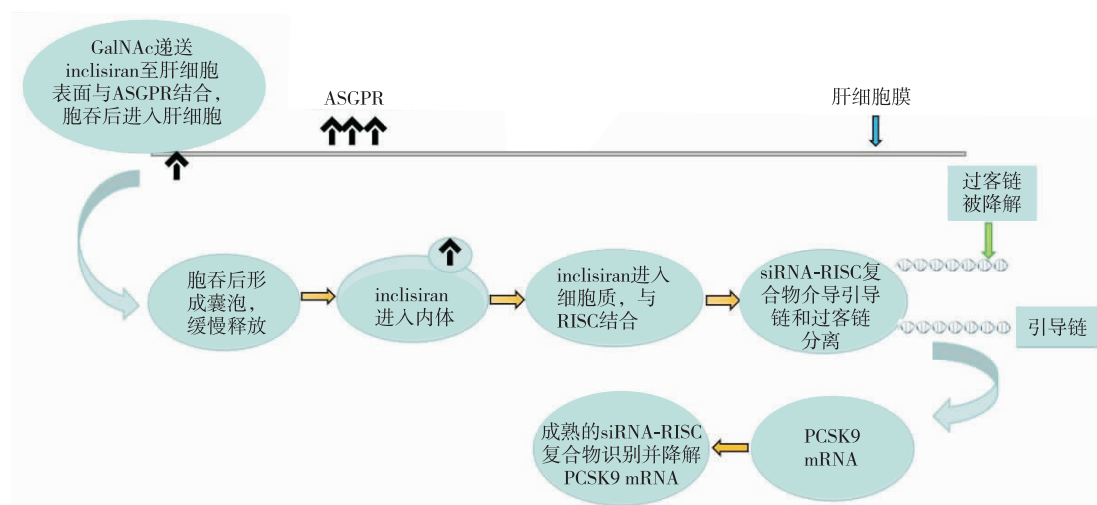 GalNAc递送
inclisiran至肝细胞
表面与ASGPR结合，
胞吞后进入肝细胞
ASGPR
肝细胞膜
过客链
被降解
胞吞后形
成囊泡，
缓慢释放
inclisiran
进入内体
inclisiran进入
细胞质，与
RISC结合
siRNA-RISC复
合物介导引导
链和过客链
分离
引导链
PCSK9
mRNA
成熟的siRNA-RISC
复合物识别并降解
PCSK9 mRNA